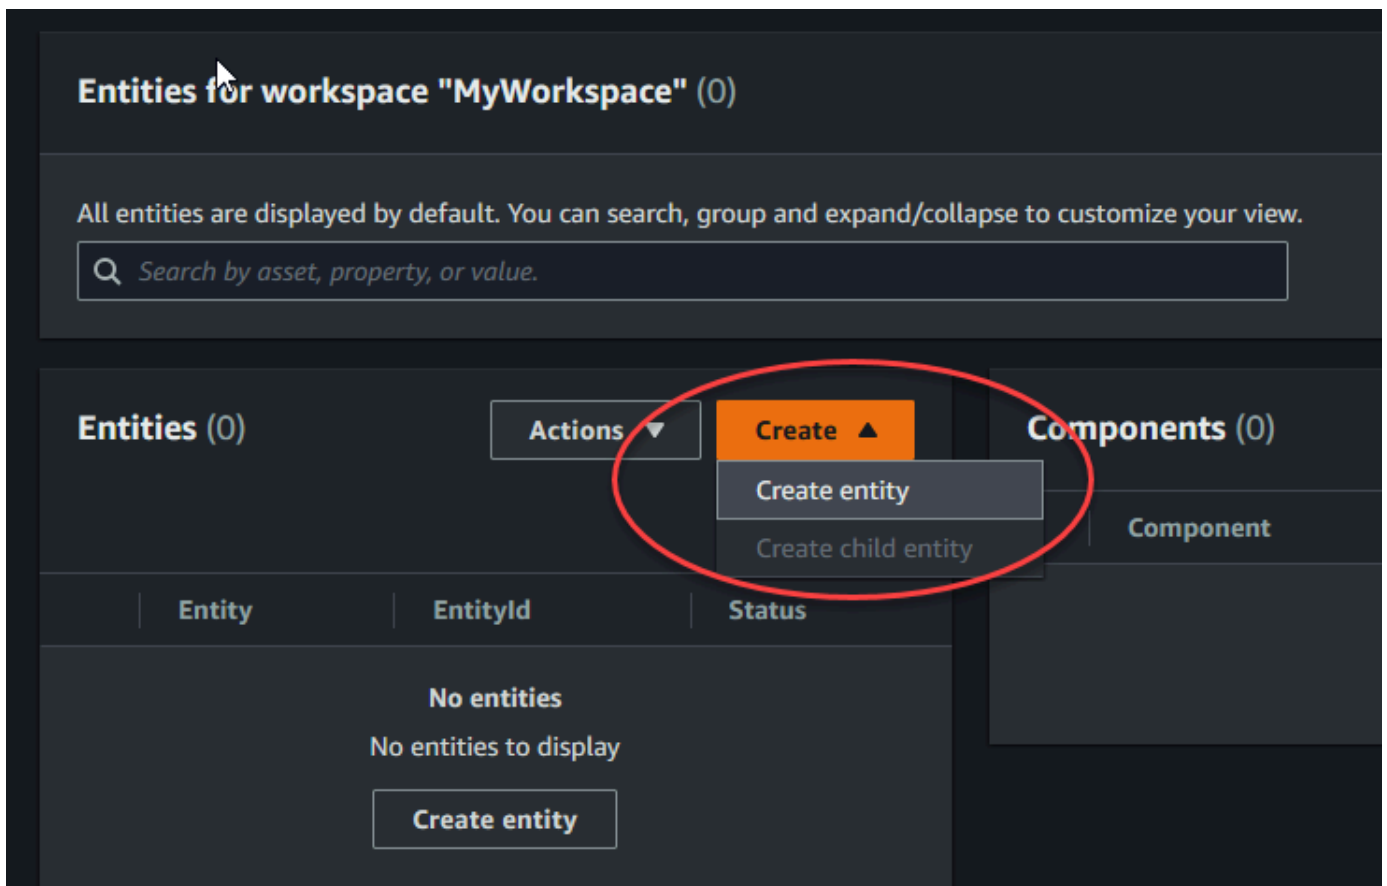 Entities for workspace "MyWorkspace" (0)
All entities are displayed by default. You can search, group and expand/collapse to customize your view.
Search by asset, property, or value.
Entities (0)
Actions
Create
Create entity
Create child entity
Entity EntityId Status
No entities
No entities to display
Create entity
Components (0)
Component